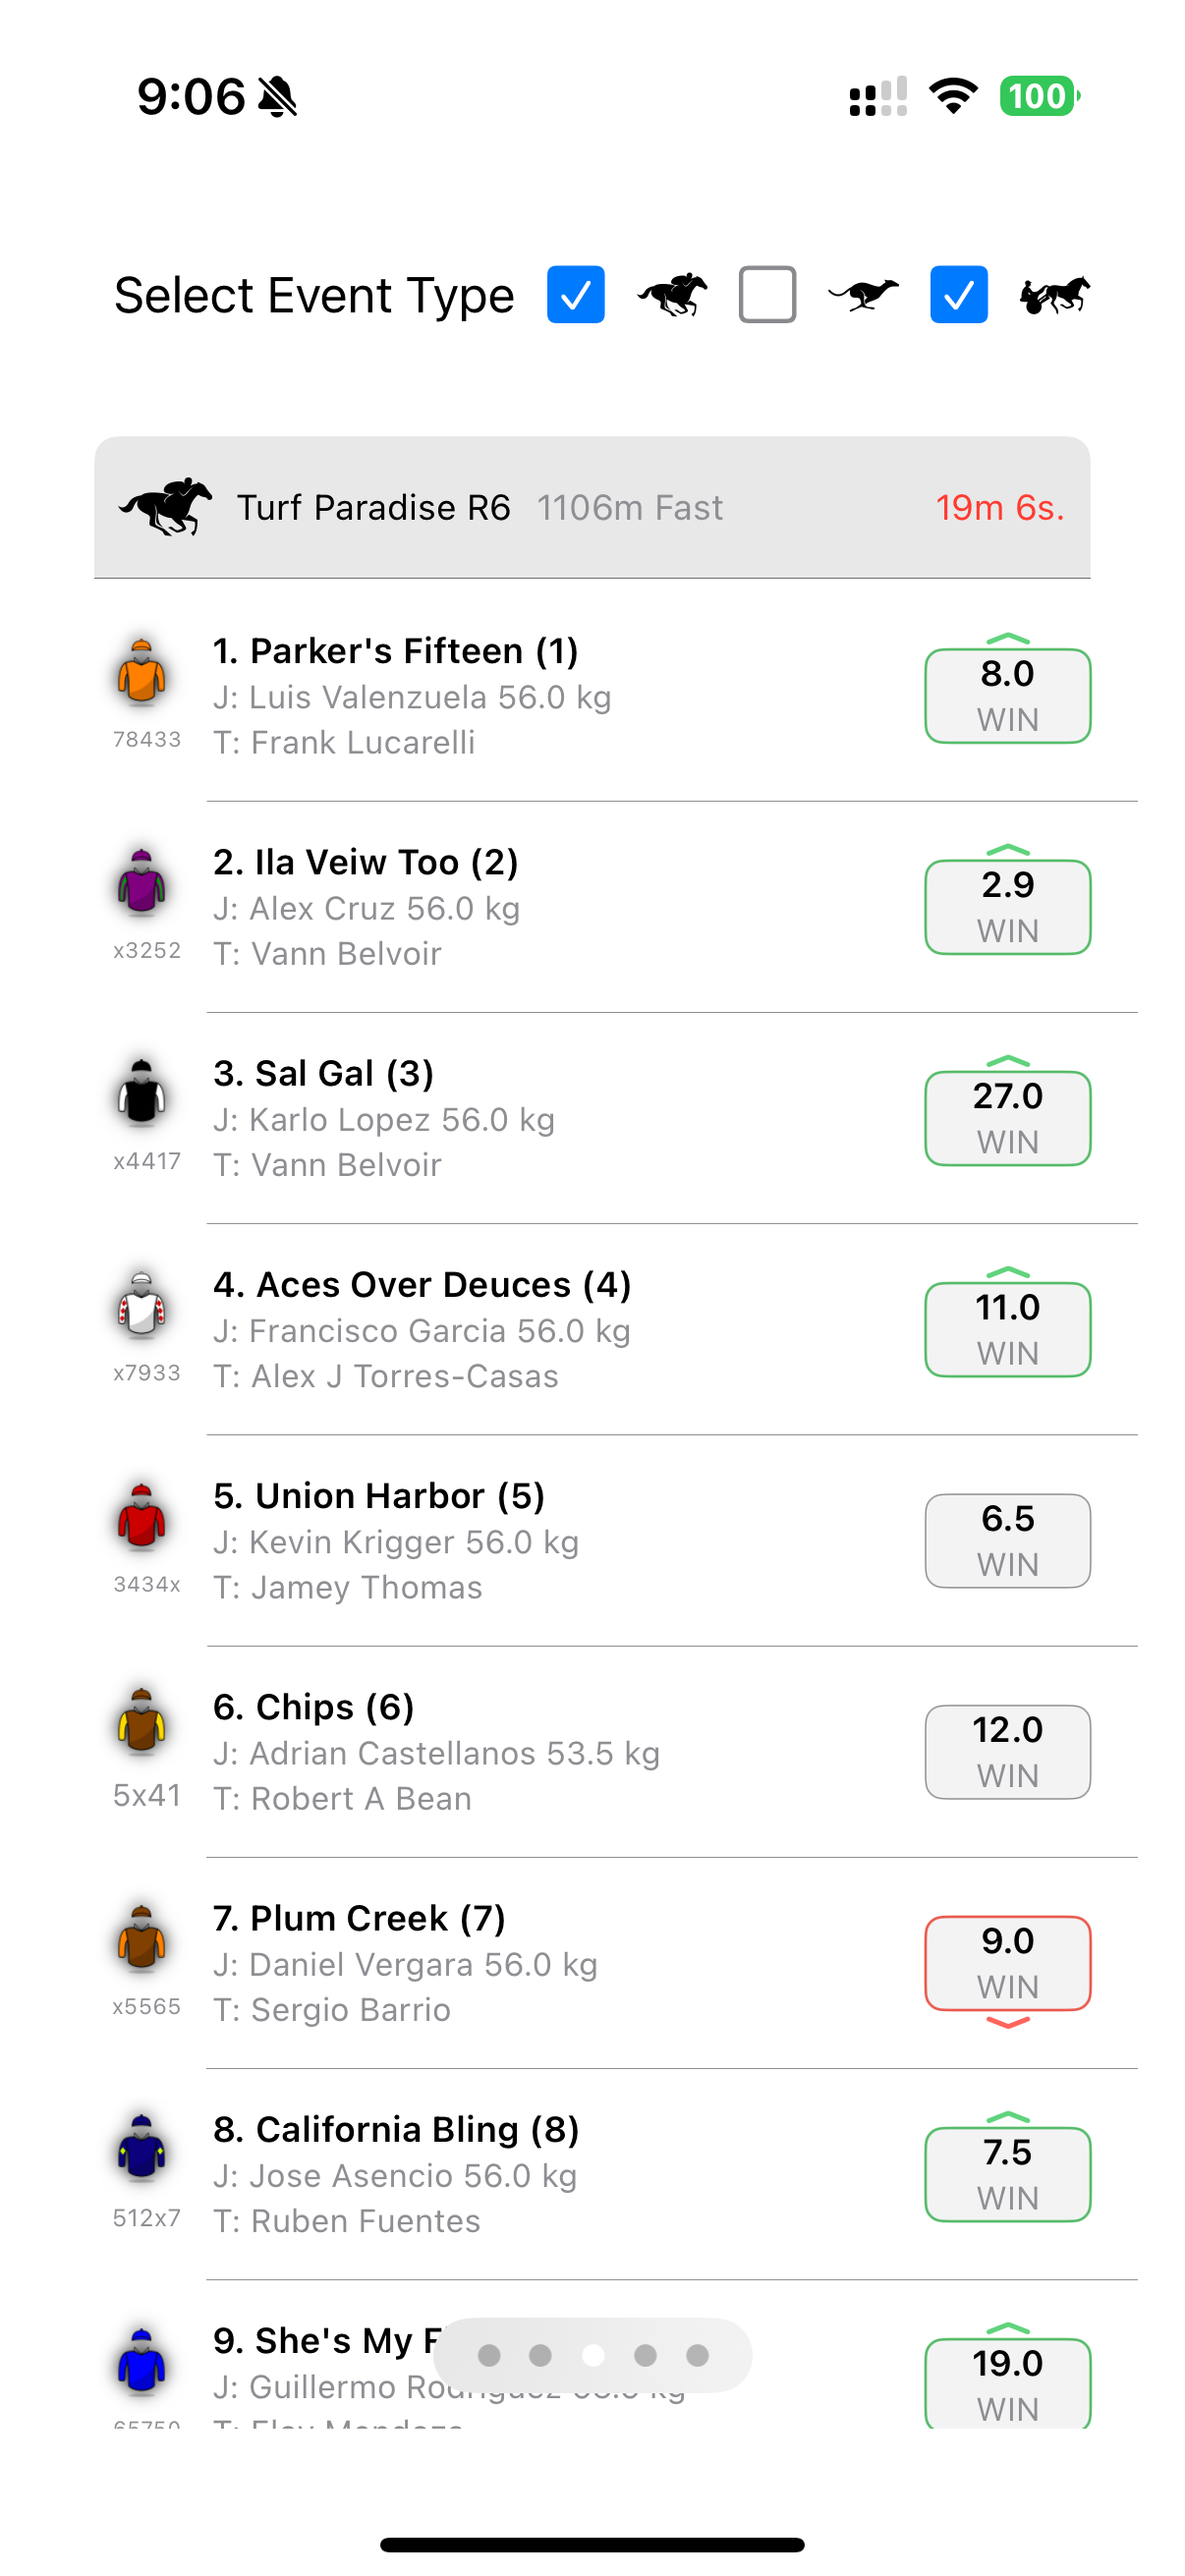 9:06
100
Select Event Type
Turf Paradise R6 1106m Fast 19m 6s.
1. Parker's Fifteen (1)
J: Luis Valenzuela 56.0 kg
T: Frank Lucarelli
78433
8.0
WIN
2. Ila Veiw Too (2)
J: Alex Cruz 56.0 kg
T: Vann Belvoir
x3252
2.9
WIN
3. Sal Gal (3)
J: Karlo Lopez 56.0 kg
T: Vann Belvoir
x4417
27.0
WIN
4. Aces Over Deuces (4)
J: Francisco Garcia 56.0 kg
T: Alex J Torres-Casas
x7933
11.0
WIN
5. Union Harbor (5)
J: Kevin Krigger 56.0 kg
T: Jamey Thomas
3434x
6.5
WIN
6. Chips (6)
J: Adrian Castellanos 53.5 kg
T: Robert A Bean
5x41
12.0
WIN
7. Plum Creek (7)
J: Daniel Vergara 56.0 kg
T: Sergio Barrio
x5565
9.0
WIN
8. California Bling (8)
J: Jose Asencio 56.0 kg
T: Ruben Fuentes
512x7
7.5
WIN
9. She's My
J: Guillermo Rodriguez kg
19.0
WIN